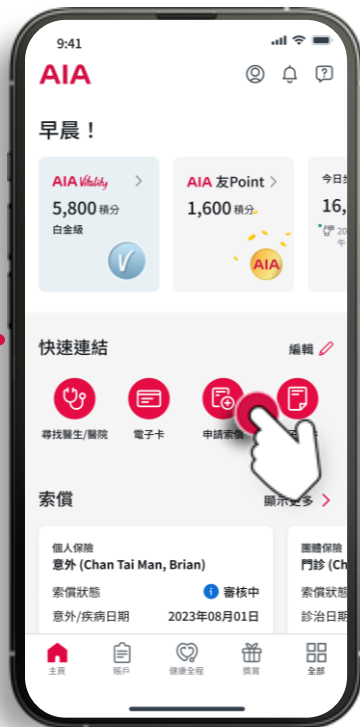 9:41
AIA
早晨！
AIA Vitality
5,800 積分
白金級
AIA 友Point
1,600 積分
AIA
今日
16,
20
快速連結
編輯
尋找醫生/醫院
電子卡
申請索償
索償
顯示更多
個人保險
意外 (Chan Tai Man, Brian)
索償狀態
審核中
意外/疾病日期
2023年08月01日
團體保險
門診 (Ch
索償狀態
診治日期
主頁
賬戶
健康全程
獎賞
全部